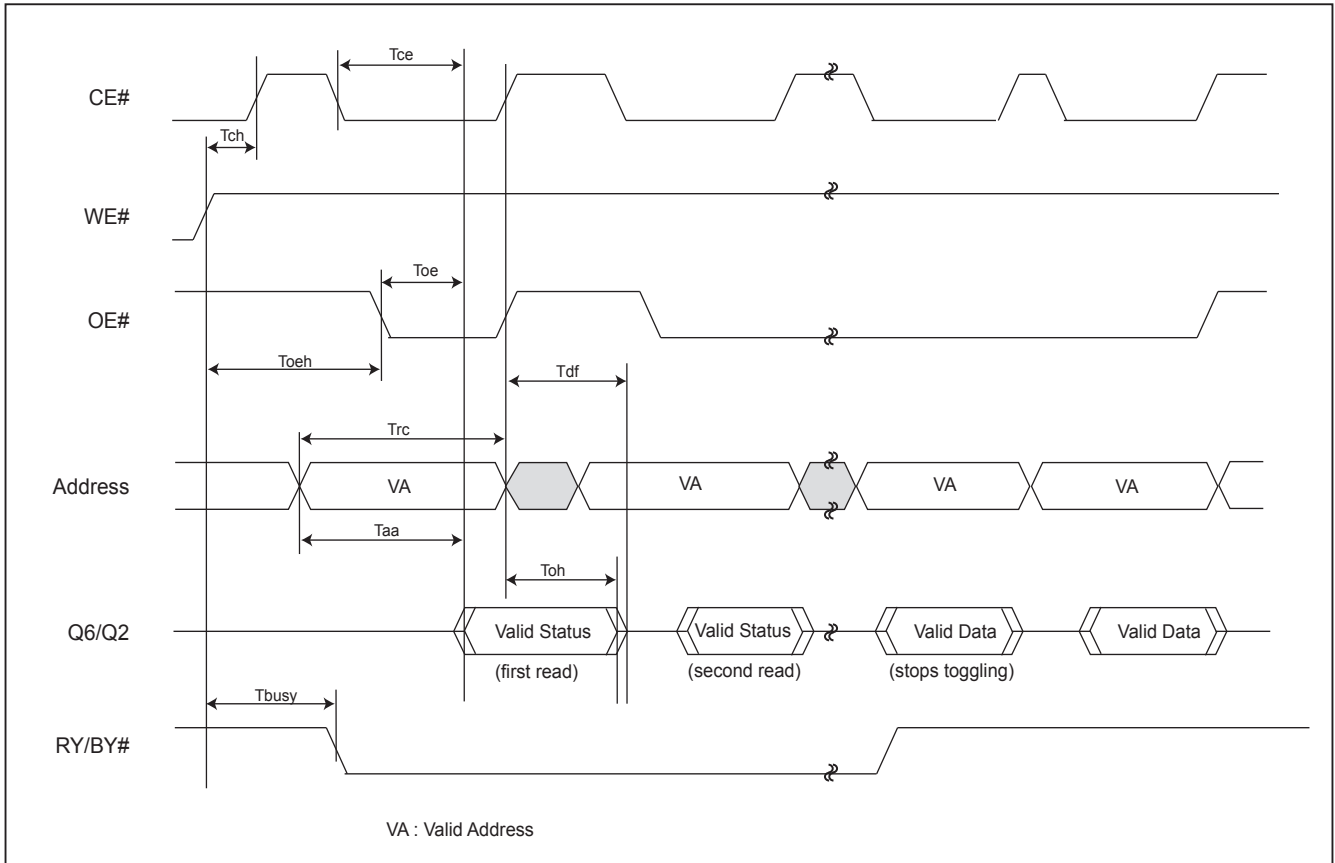 Tce
CE#
Tch
WE#
Toe
OE#
Toeh
Tdf
Trc
Address
VA
VA
VA
VA
Taa
Toh
Q6/Q2
Valid Status
Valid Status
Valid Data
Valid Data
(first read)
(second read)
(stops toggling)
Tbusy
RY/BY#
VA : Valid Address